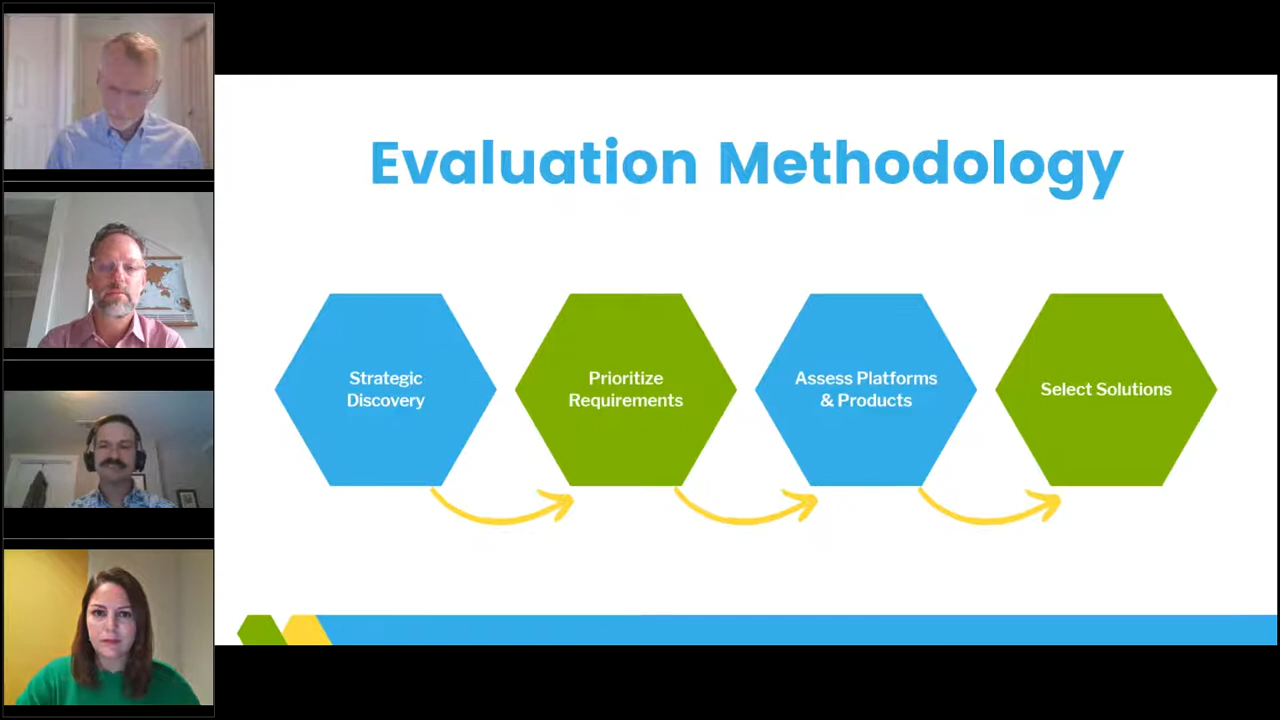 Evaluation Methodology
Strategic
Discovery
Prioritize
Requirements
Assess Platforms
& Products
Select Solutions